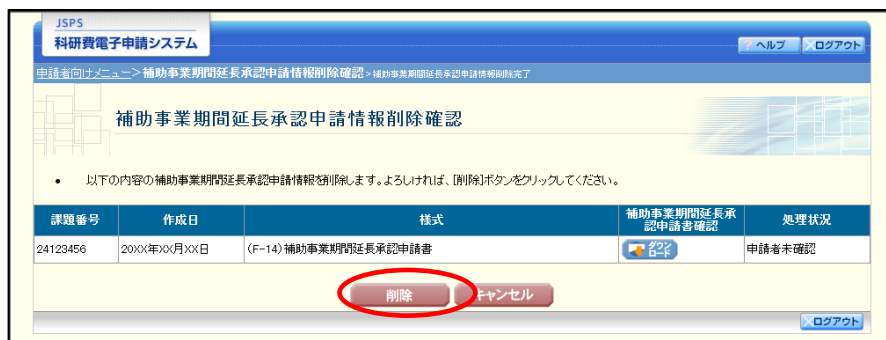 JSPS
科研費電子申請システム
ヘルプ
ログアウト
申請者向けメニュー>補助事業期間延長承認申請情報削除確認>補助事業期間延長承認申請情報削除完了
補助事業期間延長承認申請情報削除確認
• 以下の内容の補助事業期間延長承認申請情報を削除します。よろしければ、[削除]ボタンをクリックしてください。
課題番号 作成日 様式 補助事業期間延長承認申請書確認 処理状況
24123456 20XX年XX月XX日 (F-14)補助事業期間延長承認申請書 ダウンロード 申請者未確認
削除 キャンセル
ログアウト